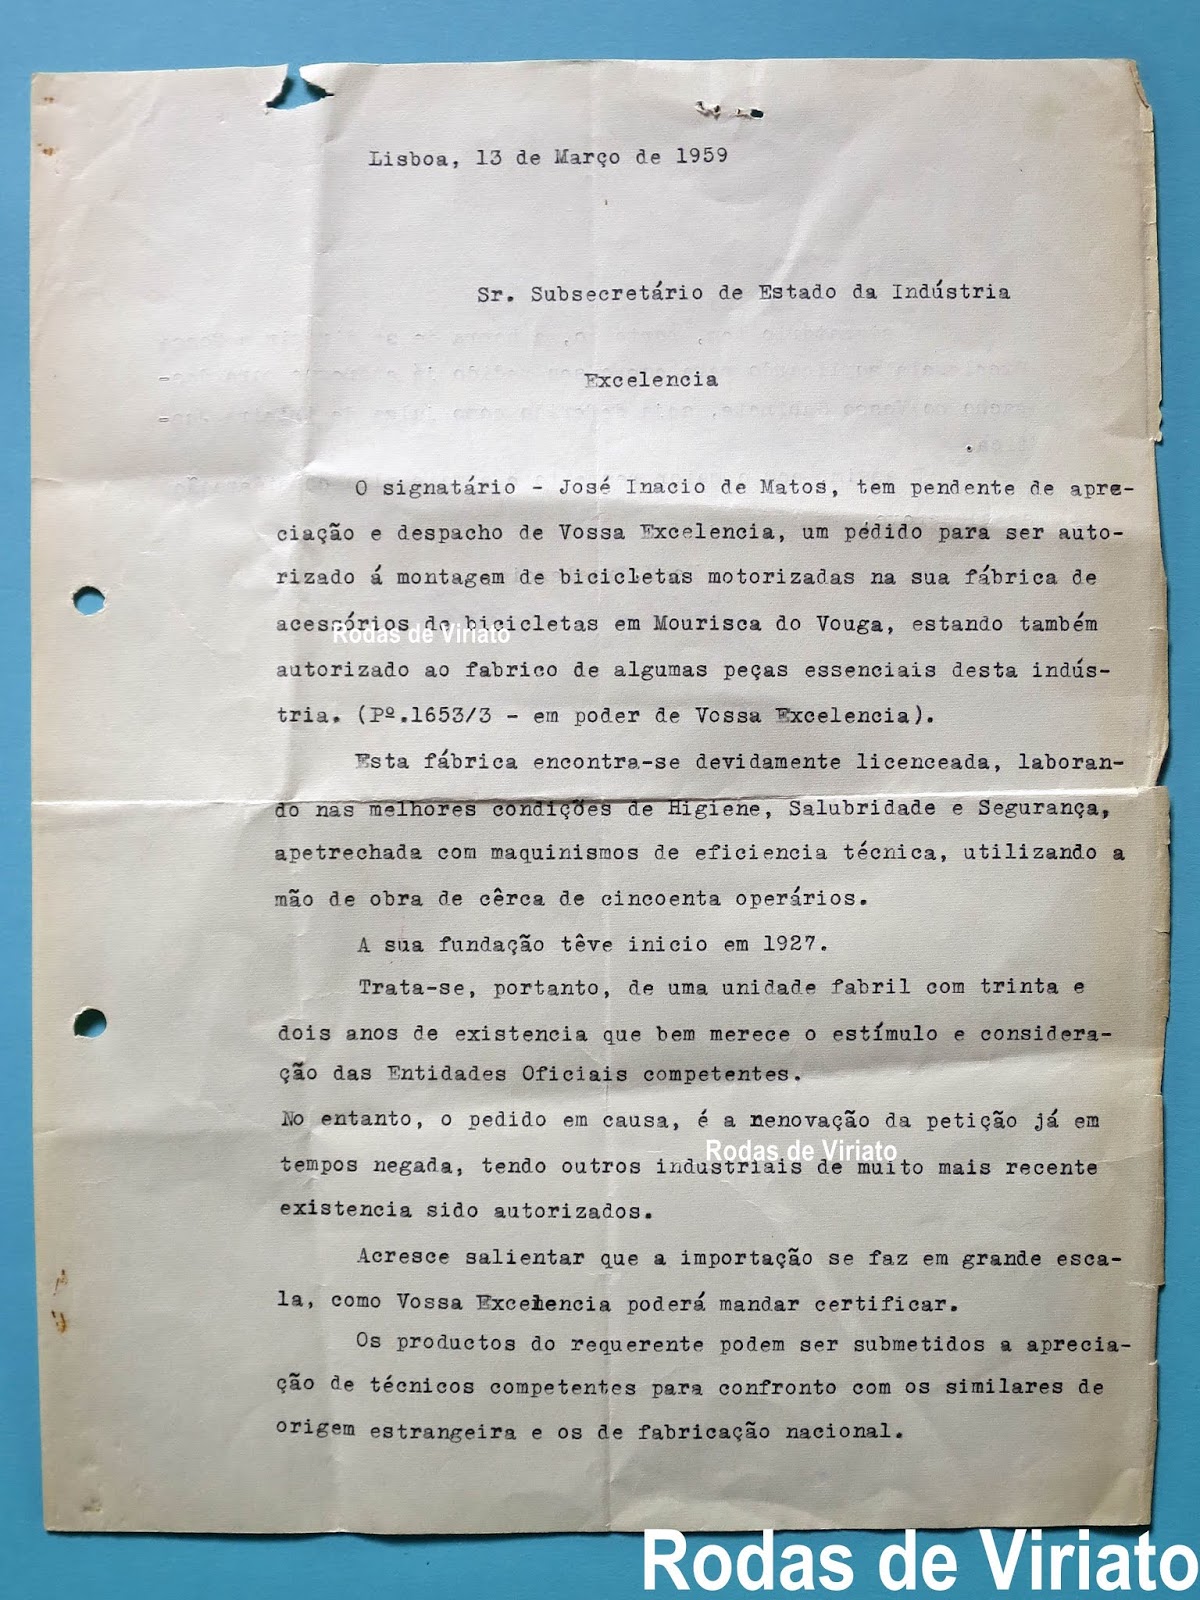 Lisboa, 13 de Março de 1959
Sr. Subsecretário de Estado da Indústria
Excelencia
O signatário - José Inacio de Matos, tem pendente de apre-
ciação e despacho de Vossa Excelencia, um pédido para ser auto-
rizado á montagem de bicicletas motorizadas na sua fábrica de
acessórios de bicicletas em Mourisca do Vouga, estando também
Rodas de Viriato
autorizado ao fabrico de algumas peças essenciais desta indús-
tria. (Pº.1653/3 - em poder de Vossa Excelencia).
Esta fábrica encontra-se devidamente licenceada, laboran-
do nas melhores condições de Higiene, Salubridade e Segurança,
apetrechada com maquinismos de eficiencia técnica, utilizando a
mão de obra de cêrca de cincoenta operários.
A sua fundação têve inicio em 1927.
Trata-se, portanto, de uma unidade fabril com trinta e
dois anos de existencia que bem merece o estímulo e considera-
ção das Entidades Oficiais competentes.
No entanto, o pedido em causa, é a renovação da petição já em
Rodas de Viriato
tempos negada, tendo outros industriais de muito mais recente
existencia sido autorizados.
Acresce salientar que a importação se faz em grande esca-
la, como Vossa Excelencia poderá mandar certificar.
Os productos do requerente podem ser submetidos a aprecia-
ção de técnicos competentes para confronto com os similares de
origem estrangeira e os de fabricação nacional.
Rodas de Viriato